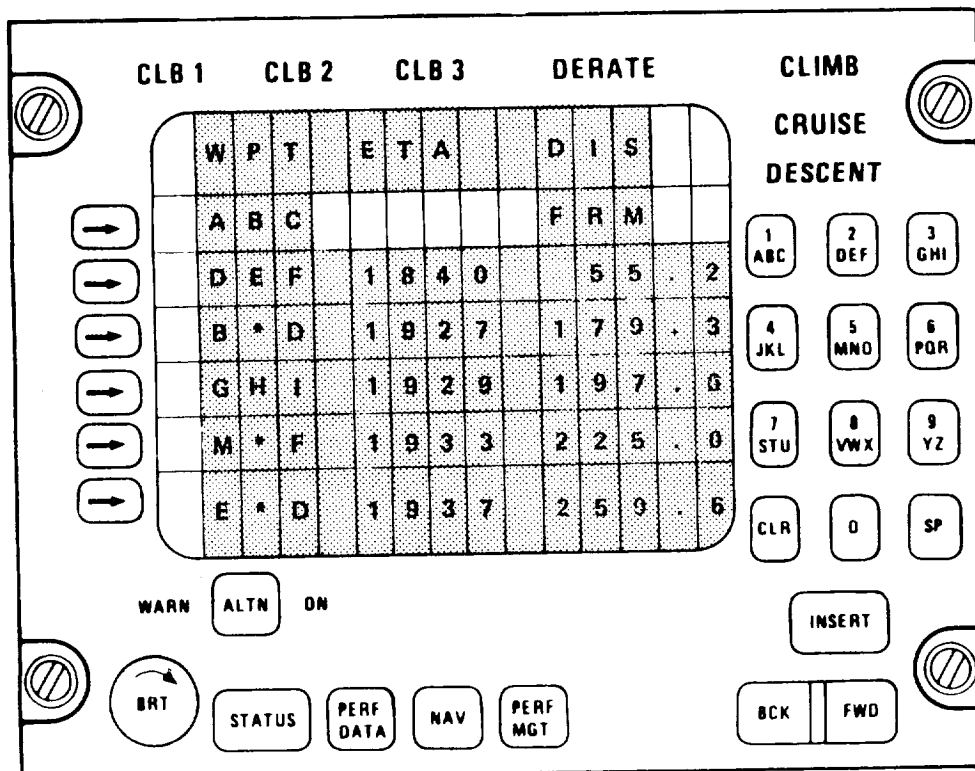 CLB 1 CLB 2 CLB 3 DERATE CLIMB
CRUISE
DESCENT
WPT ETA DIS
ABC FRM
DEF 1840 55.2
B*D 1927 179.3
GHI 1929 197.6
M*F 1933 225.0
E*D 1937 259.6
1 ABC
2 DEF
3 GHI
4 JKL
5 MNO
6 PQR
7 STU
8 VWX
9 YZ
CLR 0 SP
WARN ALTN ON
INSERT
BRT STATUS PERF DATA NAV PERF MGT BCK FWD